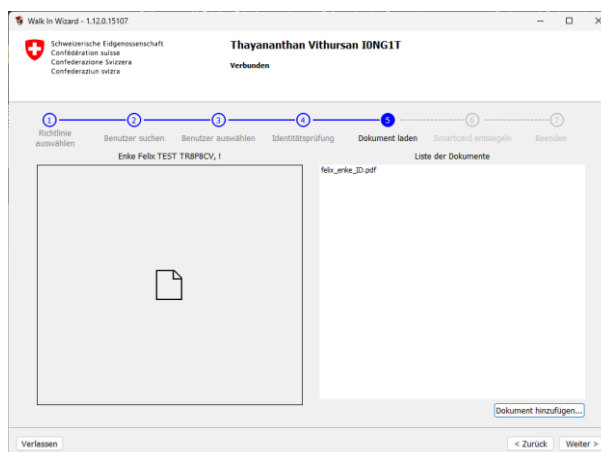 Walk In Wizard - 1.12.0.15107
Schweizerische Eidgenossenschaft
Confédération suisse
Confederazione Svizzera
Confederaziun svizra
Thayananthan Vithursan I0NG1T
Verbunden
1
2
3
4
5
6
7
Richtlinie
auswählen
Benutzer suchen
Benutzer auswählen
Identitätsprüfung
Dokument laden
Smartcard entsiegeln
Beenden
Enke Felix TEST TR8P8CV, !
Liste der Dokumente
felix_enke_ID.pdf
Dokument hinzufügen...
Verlassen
< Zurück
Weiter >